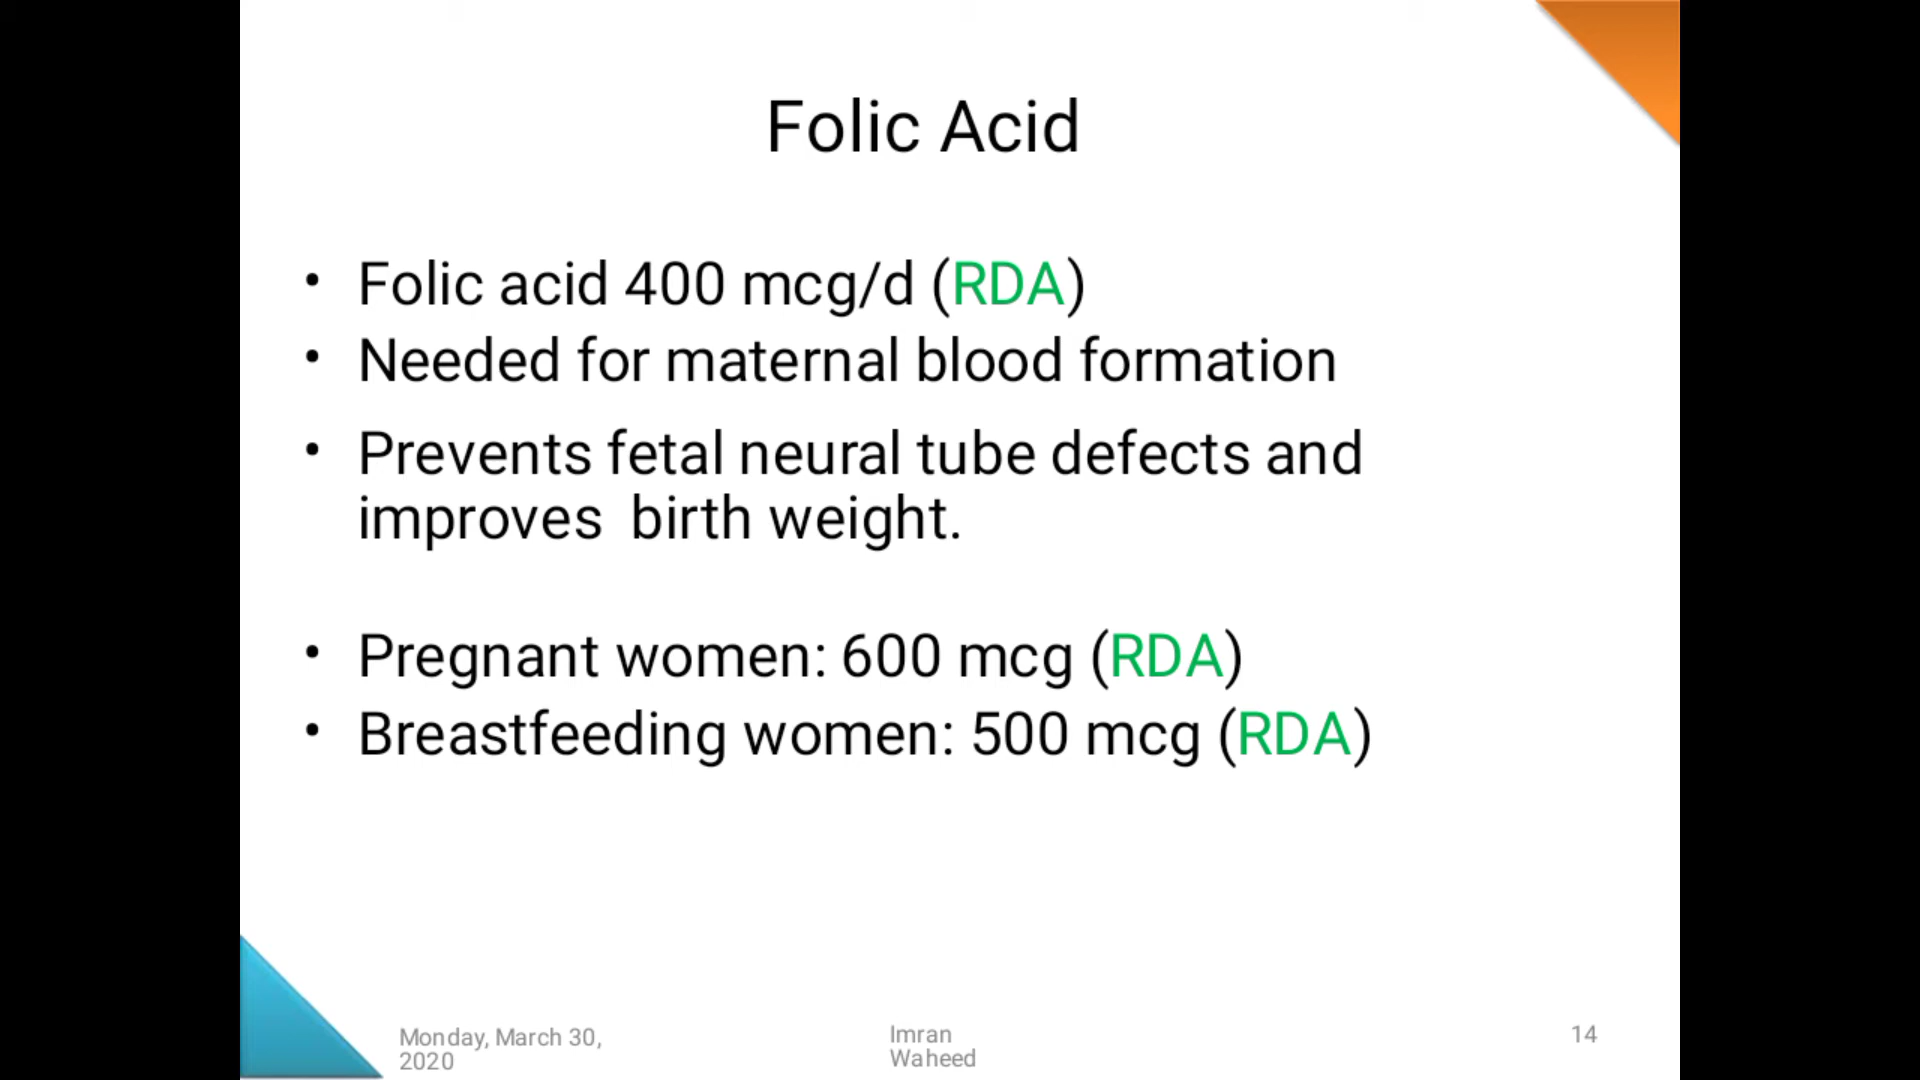 Folic Acid
• Folic acid 400 mcg/d (RDA)
• Needed for maternal blood formation
• Prevents fetal neural tube defects and
improves  birth weight.
• Pregnant women: 600 mcg (RDA)
• Breastfeeding women: 500 mcg (RDA)
Monday, March 30,
2020
Imran
Waheed
14